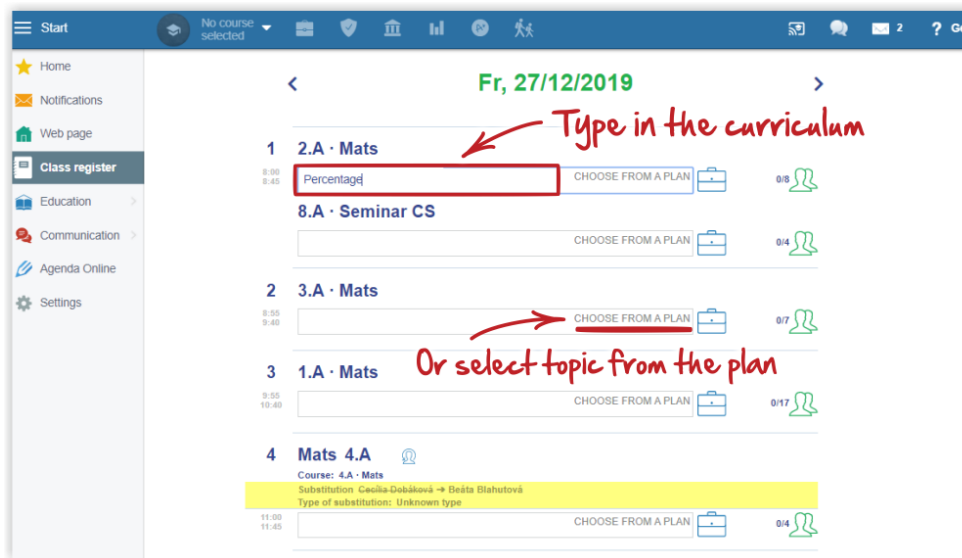 Start
No course
selected
2
? Ge
Home
Notifications
Web page
Class register
Education
Communication
Agenda Online
Settings
Fr, 27/12/2019
Type in the curriculum
1 2.A · Mats
8:00
8:45
Percentage
CHOOSE FROM A PLAN
0/8
8.A · Seminar CS
CHOOSE FROM A PLAN
0/4
2 3.A · Mats
8:55
9:40
CHOOSE FROM A PLAN
0/7
Or select topic from the plan
3 1.A · Mats
9:55
10:40
CHOOSE FROM A PLAN
0/17
4 Mats 4.A
Course: 4.A · Mats
Substitution Cecília Dobáková ➔ Beáta Blahutová
Type of substitution: Unknown type
11:00
11:45
CHOOSE FROM A PLAN
0/4